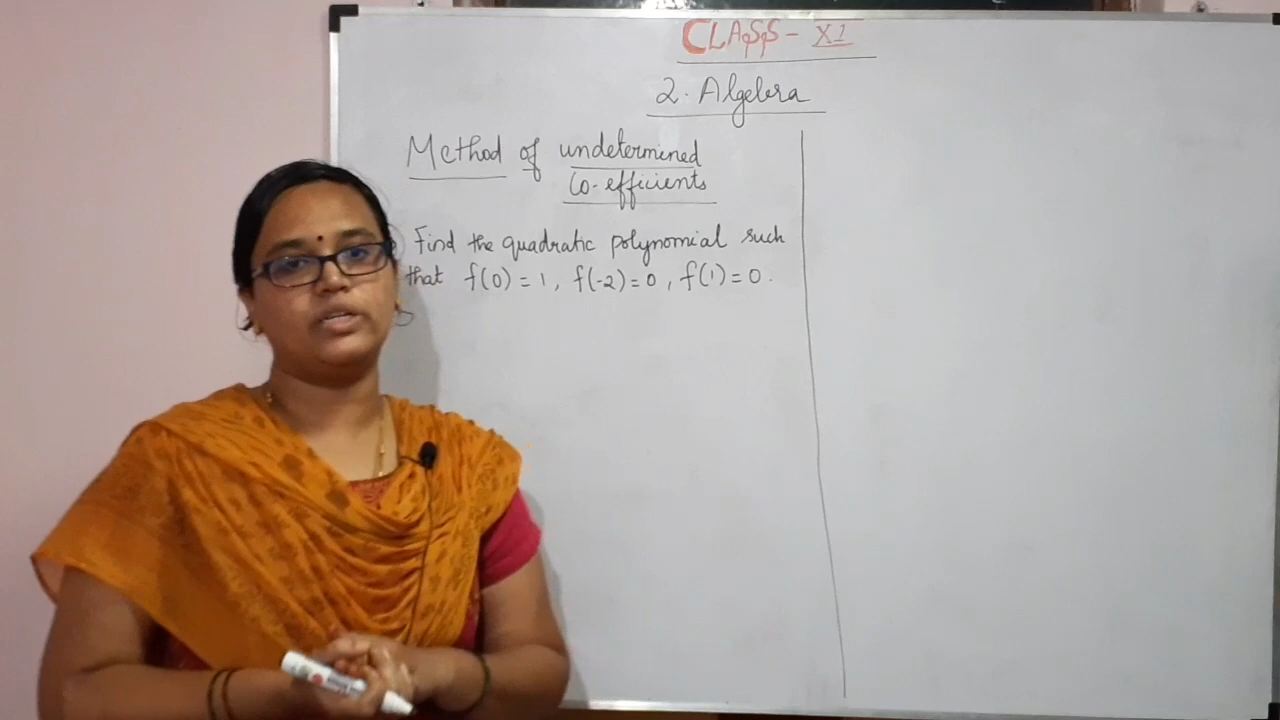 CLASS - XI
2. Algebra
Method of undetermined
Co-efficients
Find the quadratic polynomial such
that f(0) = 1, f(-2) = 0, f(1) = 0.